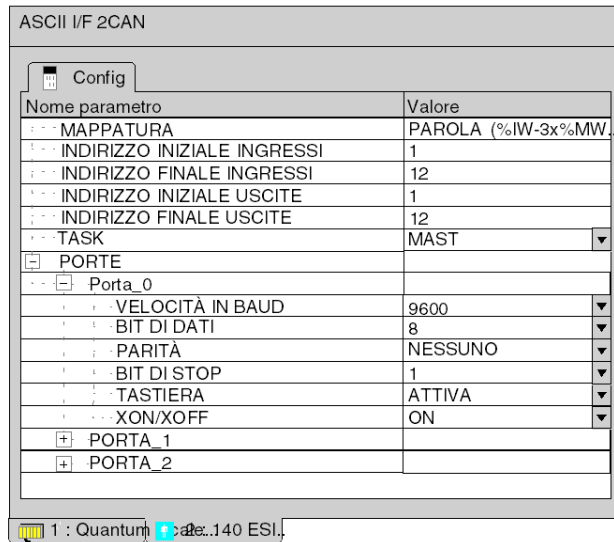 ASCII I/F 2CAN
Config
Nome parametro Valore
MAPPATURA PAROLA (%IW-3x%MW..
INDIRIZZO INIZIALE INGRESSI 1
INDIRIZZO FINALE INGRESSI 12
INDIRIZZO INIZIALE USCITE 1
INDIRIZZO FINALE USCITE 12
TASK MAST
PORTE
Porta_0
VELOCITÀ IN BAUD 9600
BIT DI DATI 8
PARITÀ NESSUNO
BIT DI STOP 1
TASTIERA ATTIVA
XON/XOFF ON
PORTA_1
PORTA_2
1 : Quantum 140 ESI..